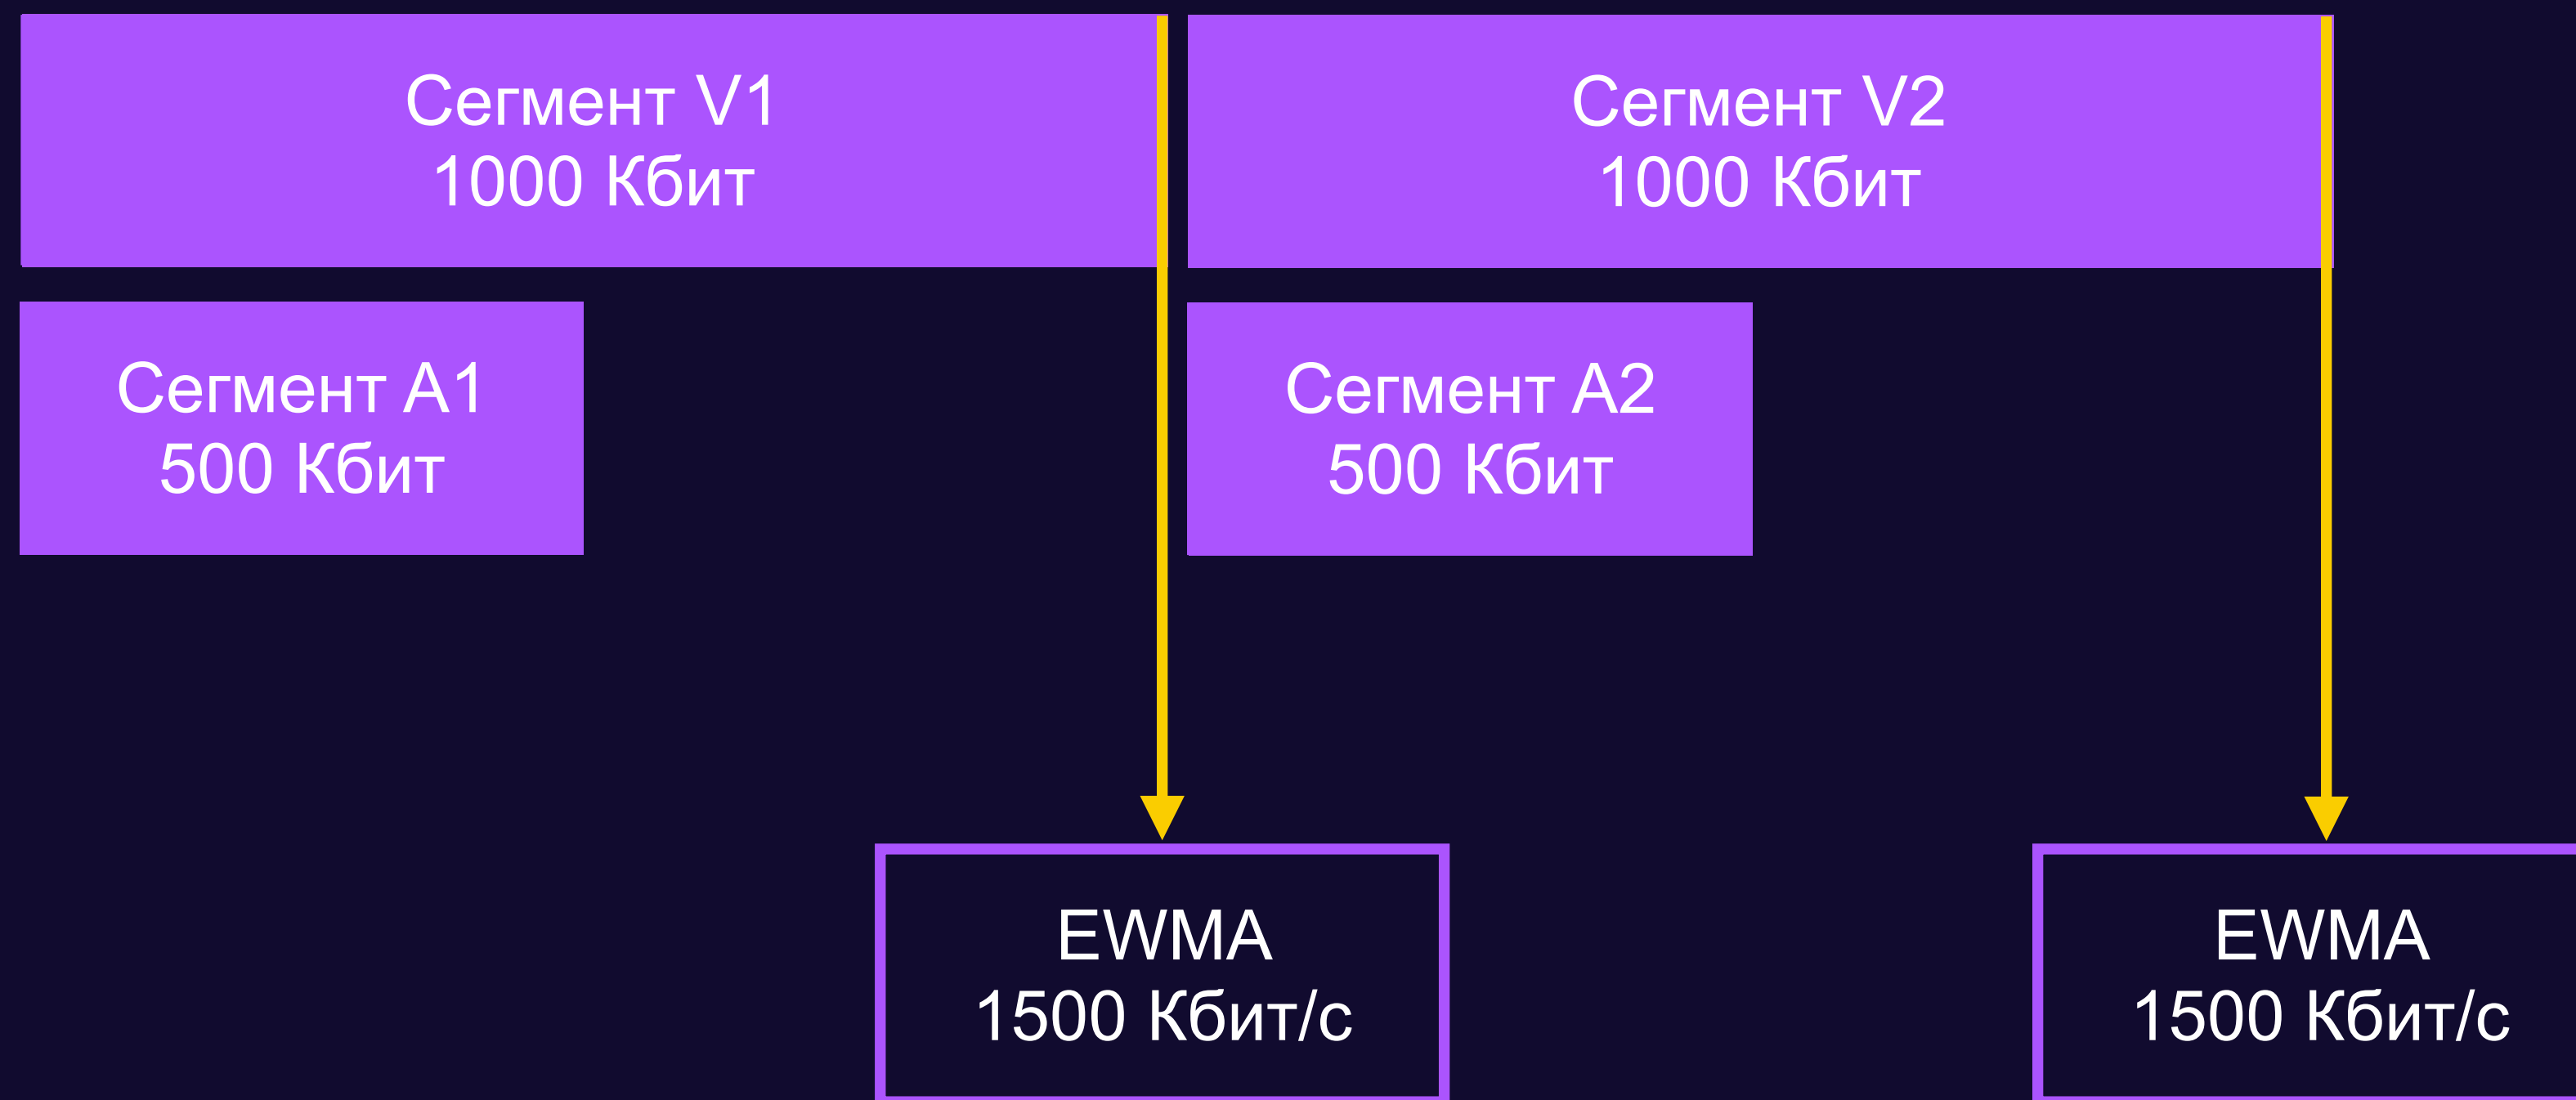 Сегмент V1
1000 Кбит
Сегмент V2
1000 Кбит
Сегмент A1
500 Кбит
Сегмент A2
500 Кбит
EWMA
1500 Кбит/с
EWMA
1500 Кбит/с